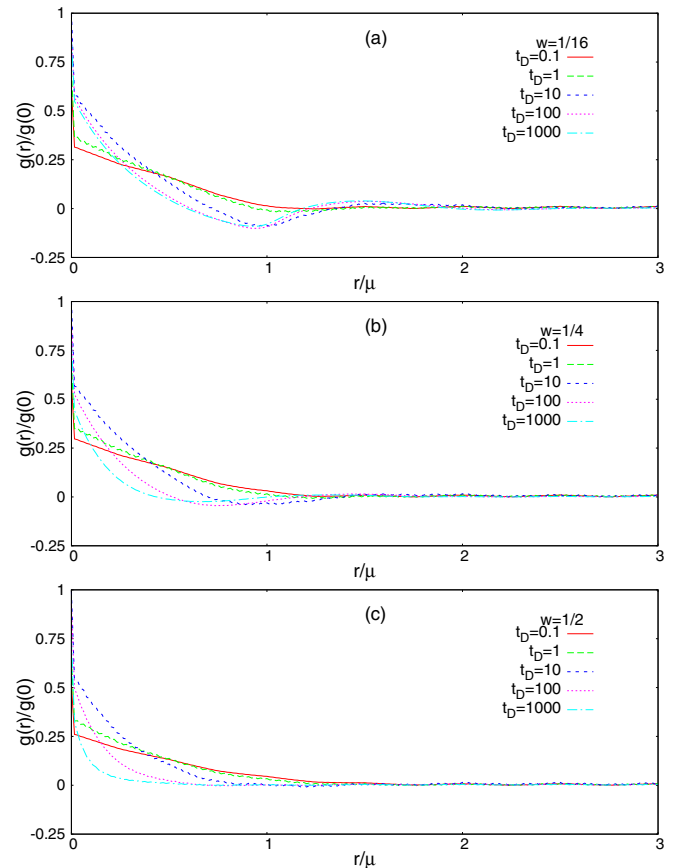 1
0.75
0.5
0.25
0
-0.25
g(r)/g(0)
(a)
w=1/16
t_D=0.1
t_D=1
t_D=10
t_D=100
t_D=1000
0 1 2 3
r/μ
1
0.75
0.5
0.25
0
-0.25
g(r)/g(0)
(b)
w=1/4
t_D=0.1
t_D=1
t_D=10
t_D=100
t_D=1000
0 1 2 3
r/μ
1
0.75
0.5
0.25
0
-0.25
g(r)/g(0)
(c)
w=1/2
t_D=0.1
t_D=1
t_D=10
t_D=100
t_D=1000
0 1 2 3
r/μ